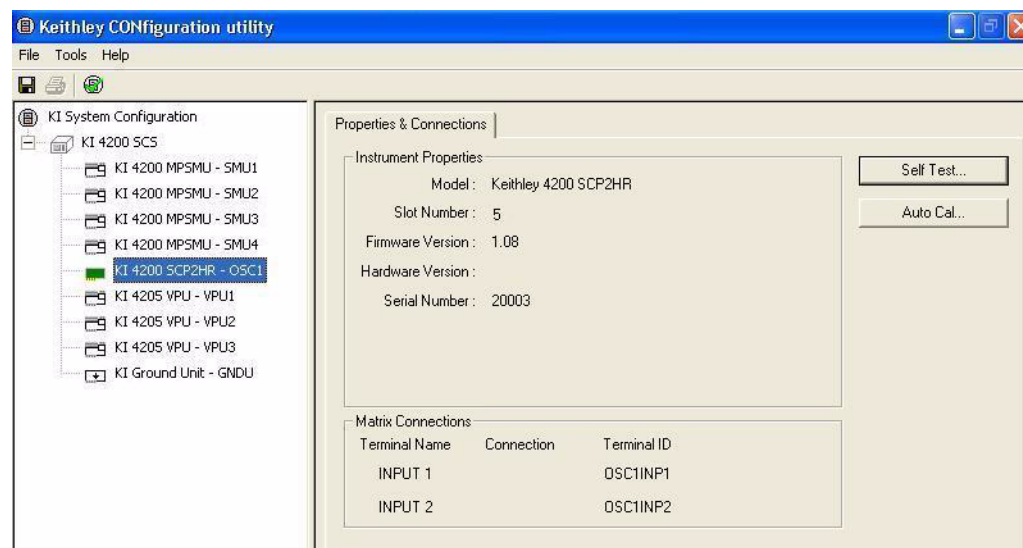 Keithley CONfiguration utility
File Tools Help
KI System Configuration
KI 4200 SCS
KI 4200 MPSMU - SMU1
KI 4200 MPSMU - SMU2
KI 4200 MPSMU - SMU3
KI 4200 MPSMU - SMU4
KI 4200 SCP2HR - OSC1
KI 4205 VPU - VPU1
KI 4205 VPU - VPU2
KI 4205 VPU - VPU3
KI Ground Unit - GNDU
Properties & Connections
Instrument Properties
Model : Keithley 4200 SCP2HR
Slot Number : 5
Firmware Version : 1.08
Hardware Version :
Serial Number : 20003
Self Test...
Auto Cal...
Matrix Connections
Terminal Name Connection Terminal ID
INPUT 1 OSC1INP1
INPUT 2 OSC1INP2